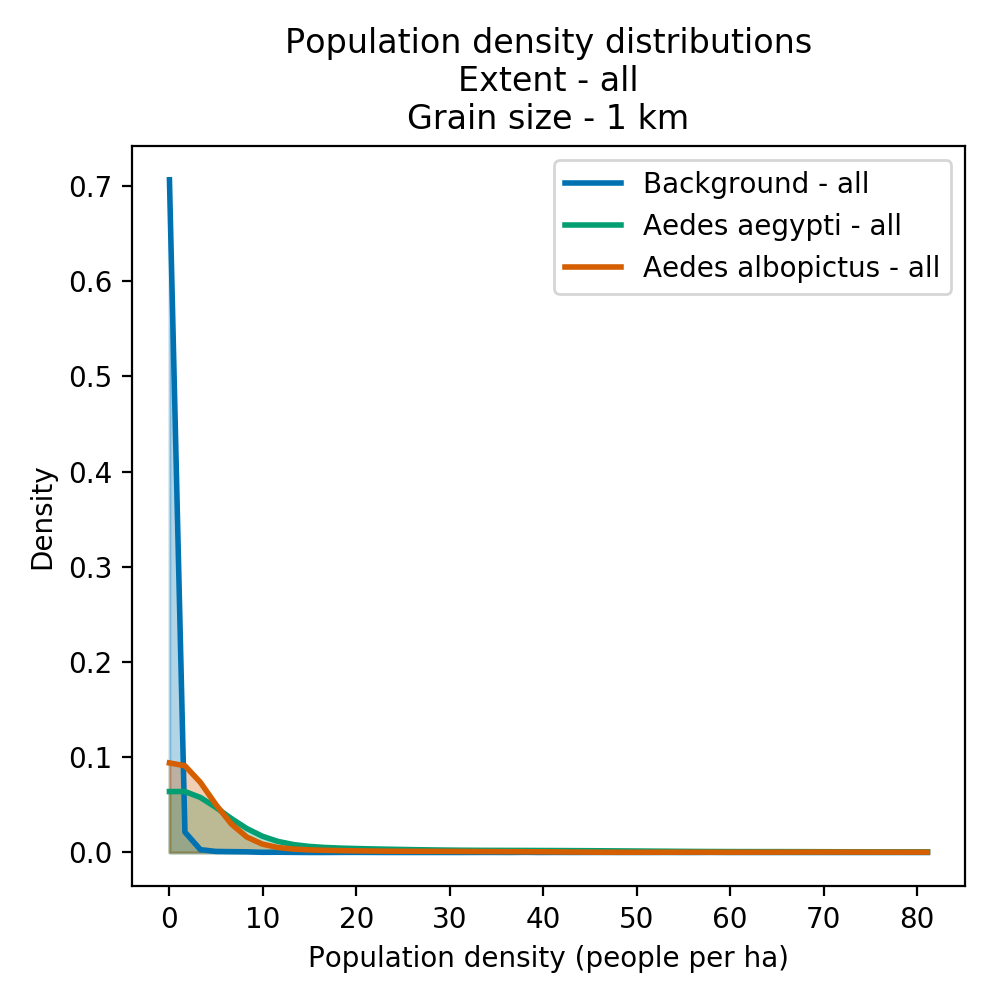 Population density distributions
Extent - all
Grain size - 1 km
Background - all
Aedes aegypti - all
Aedes albopictus - all
Density
0.7
0.6
0.5
0.4
0.3
0.2
0.1
0.0
0 10 20 30 40 50 60 70 80
Population density (people per ha)